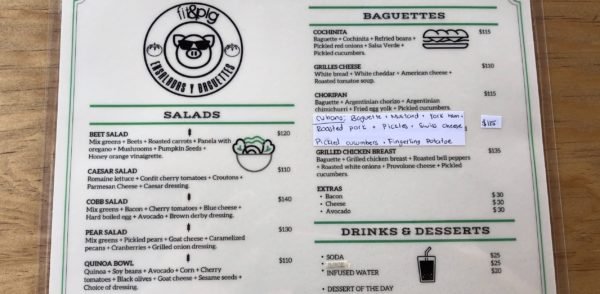 fit&pig
ENSALADAS Y BAGUETTES
SALADS
BEET SALAD $120
Mix greens + Beets + Roasted carrots + Panela with
oregano + Mushrooms + Pumpkin Seeds +
Honey orange vinaigrette.
CAESAR SALAD $110
Romaine lettuce + Confit cherry tomatoes + Croutons +
Parmesan Cheese + Caesar dressing.
COBB SALAD $140
Mix greens + Bacon + Cherry tomatoes + Blue cheese +
Hard boiled egg + Avocado + Brown derby dressing.
PEAR SALAD $130
Mix greens + Pickled pears + Goat cheese + Caramelized
pecans + Cranberries + Grilled onion dressing.
QUINOA BOWL $110
Quinoa + Soy beans + Avocado + Corn + Cherry
tomatoes + Black olives + Goat cheese + Sesame seeds +
Choice of dressing.
BAGUETTES
COCHINITA $115
Baguette + Cochinita + Refried beans +
Pickled red onions + Salsa Verde +
Pickled cucumbers.
GRILLES CHEESE $110
White bread + White cheddar + American cheese +
Roasted tomatoe soup.
CHORIPAN $115
Baguette + Argentinian chorizo + Argentinian
chimichurri + Fried egg yolk + Pickled cucumbers.
Cubano: Baguette + Mustard + York Ham +
Roasted pork + Pickles + Swiss cheese $125
Pickled cucumbers + Fingerling Potatoe
GRILLED CHICKEN BREAST $135
Baguette + Grilled chicken breast + Roasted bell peppers
+ Roasted white onions + Provolone cheese +
Pickled cucumbers.
EXTRAS
• Bacon $ 30
• Cheese $ 30
• Avocado $ 30
DRINKS & DESSERTS
• SODA $25
$25
• INFUSED WATER $20
• DESSERT OF THE DAY